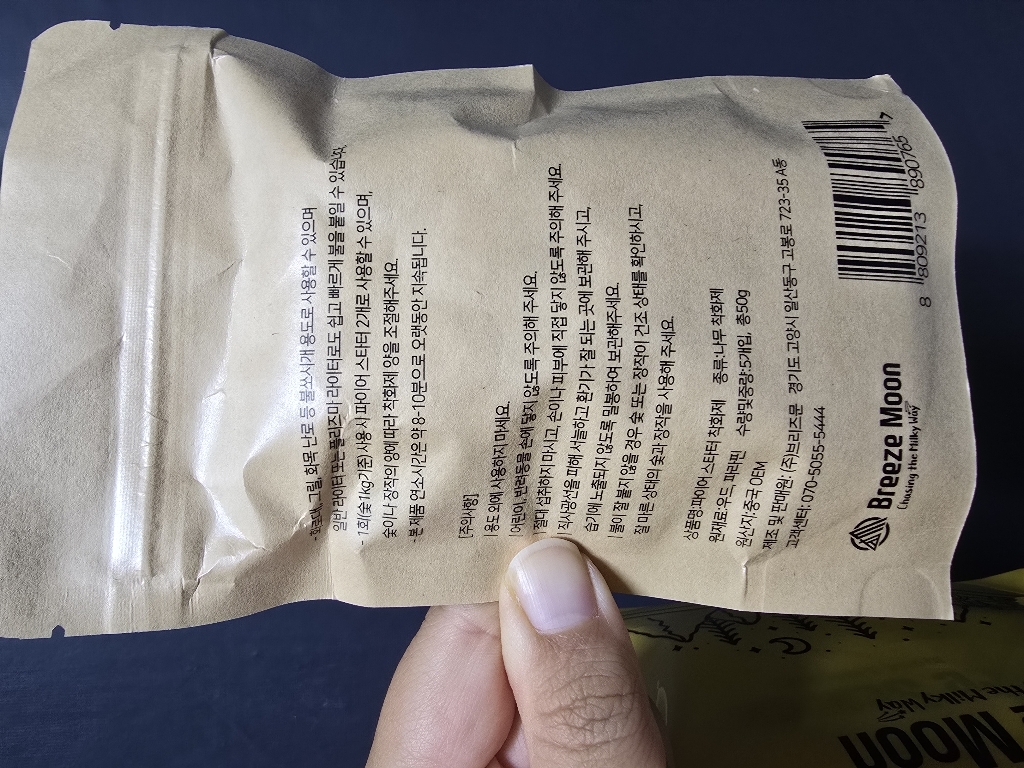 - 화로대, 그릴, 화목 난로 등 불쏘시개 용도로 사용할 수 있으며
일반 라이터 또는 플라즈마 라이터로도 쉽고 빠르게 불을 붙일 수 있습니다.
- 1회(숯1kg기준) 사용시 파이어 스타터 2개로 사용할 수 있으며,
숯이나 장작의 양에 따라 착화제 양을 조절해주세요.
- 본 제품 연소시간은 약 8-10분으로 오랫동안 지속됩니다.
[주의사항]
| 용도 외에 사용하지 마세요.
| 어린이, 반려동물 손에 닿지 않도록 주의해 주세요.
| 절대 섭취하지 마시고, 손이나 피부에 직접 닿지 않도록 주의해 주세요.
| 직사광선을 피해 서늘하고 환기가 잘 되는 곳에 보관해 주시고,
습기에 노출되지 않도록 밀봉하여 보관해주세요.
| 불이 잘 붙지 않을 경우 숯 또는 장작이 건조 상태를 확인하시고,
잘 마른 상태의 숯과 장작을 사용해 주세요.
상품명:파이어 스타터 착화제 종류:나무 착화제
원재료:우드, 파라핀 수량및중량:5개입, 총50g
원산지:중국 OEM
제조 및 판매원: (주)브리즈문 경기도 고양시 일산동구 고봉로 723-35 A동
고객센터: 070-5055-5444
8 809213 890765 7
Breeze Moon
Chasing the Milky Way
the Milky Way
Moon